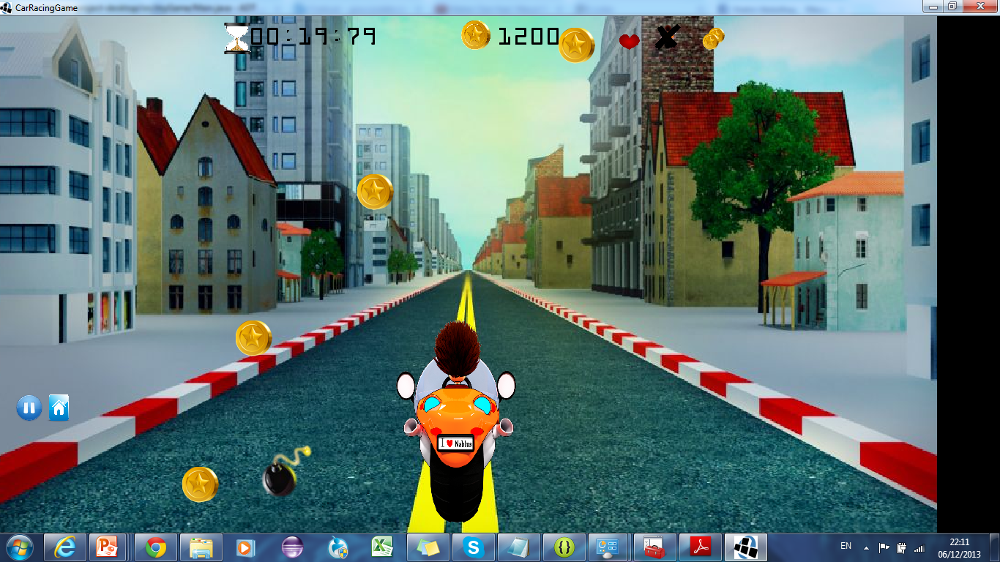 CarRacingGame
00:19:79
1200
I ♥ Nablus
EN
22:11
06/12/2013